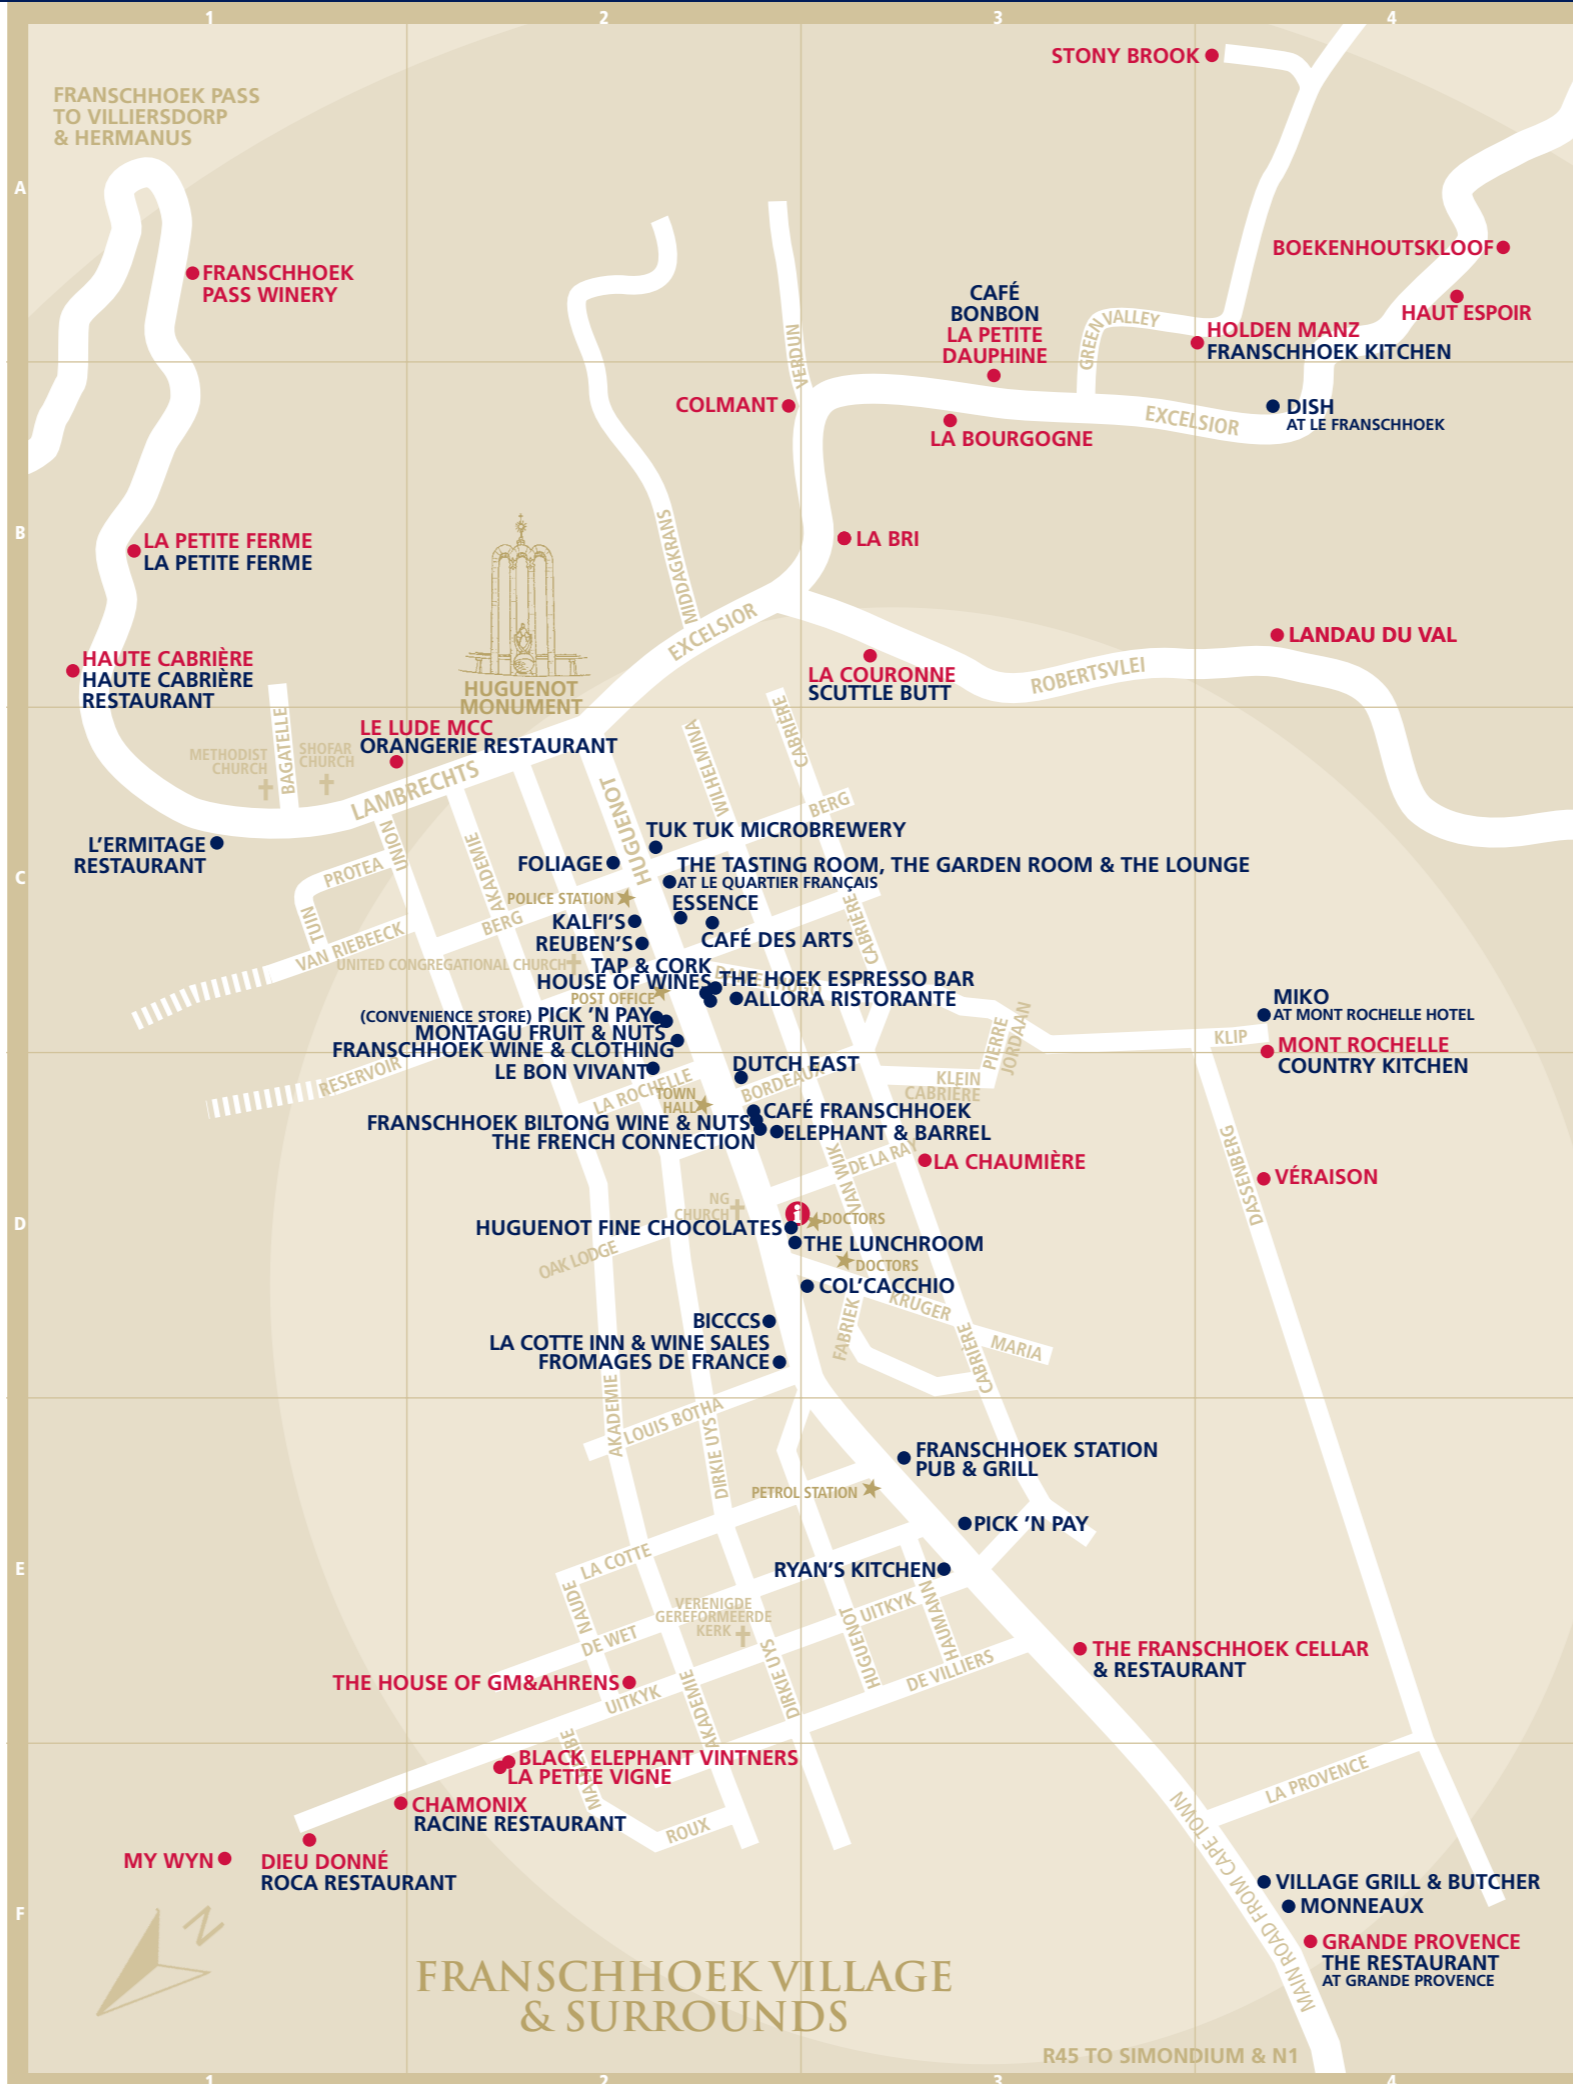 1
2
3
4
STONY BROOK
FRANSCHHOEK PASS
TO VILLIERSDORP
& HERMANUS
A
BOEKENHOUTSKLOOF
FRANSCHHOEK
PASS WINERY
HAUT ESPOIR
CAFÉ
BONBON
LA PETITE
DAUPHINE
GREEN VALLEY
HOLDEN MANZ
FRANSCHHOEK KITCHEN
VERDUN
COLMANT
LA BOURGOGNE
EXCELSIOR
DISH
AT LE FRANSCHHOEK
B
LA PETITE FERME
LA PETITE FERME
MIDDAGKRANS
LA BRI
EXCELSIOR
LANDAU DU VAL
HAUTE CABRIÈRE
HAUTE CABRIÈRE
RESTAURANT
HUGUENOT
MONUMENT
LA COURONNE
SCUTTLE BUTT
ROBERTSVLEI
LE LUDE MCC
ORANGERIE RESTAURANT
METHODIST
CHURCH
BAGATELLE
SHOFAR
CHURCH
LAMBRECHTS
HUGUENOT
WILHELMINA
CABRIÈRE
BERG
L'ERMITAGE
RESTAURANT
C
PROTEA
UNION
AKADEMIE
TUIN
VAN RIEBEECK
BERG
TUK TUK MICROBREWERY
FOLIAGE
THE TASTING ROOM, THE GARDEN ROOM & THE LOUNGE
AT LE QUARTIER FRANÇAIS
POLICE STATION
ESSENCE
KALFI'S
REUBEN'S
CAFÉ DES ARTS
CABRIÈRE
UNITED CONGREGATIONAL CHURCH
TAP & CORK
HOUSE OF WINES
THE HOEK ESPRESSO BAR
POST OFFICE
ALLORA RISTORANTE
(CONVENIENCE STORE) PICK 'N PAY
MONTAGU FRUIT & NUTS
FRANSCHHOEK WINE & CLOTHING
LE BON VIVANT
PIERRE
JORDAAN
MIKO
AT MONT ROCHELLE HOTEL
KLIP
MONT ROCHELLE
COUNTRY KITCHEN
RESERVOIR
LA ROCHELLE
DUTCH EAST
BORDEAUX
KLEIN
CABRIÈRE
TOWN
HALL
FRANSCHHOEK BILTONG WINE & NUTS
CAFÉ FRANSCHHOEK
THE FRENCH CONNECTION
ELEPHANT & BARREL
VAN WIJK
DE LA RAY
LA CHAUMIÈRE
DASSENBERG
VÉRAISON
D
NG
CHURCH
i
DOCTORS
HUGUENOT FINE CHOCOLATES
THE LUNCHROOM
OAK LODGE
DOCTORS
COL'CACCHIO
KRUGER
FABRIEK
MARIA
CABRIÈRE
BICCCS
LA COTTE INN & WINE SALES
FROMAGES DE FRANCE
AKADEMIE
LOUIS BOTHA
DIRKIE UYS
FRANSCHHOEK STATION
PUB & GRILL
PETROL STATION
PICK 'N PAY
E
LA COTTE
RYAN'S KITCHEN
NAUDE
VERENIGDE
GEREFORMEERDE
KERK
DE WET
UITKYK
HUGUENOT
HAUMANN
THE FRANSCHHOEK CELLAR
& RESTAURANT
DE VILLIERS
THE HOUSE OF GM&AHRENS
UITKYK
AKADEMIE
DIRKIE UYS
BLACK ELEPHANT VINTNERS
LA PETITE VIGNE
CHAMONIX
RACINE RESTAURANT
ROUX
LA PROVENCE
MAIN ROAD FROM CAPE TOWN
MY WYN
DIEU DONNÉ
ROCA RESTAURANT
VILLAGE GRILL & BUTCHER
MONNEAUX
F
GRANDE PROVENCE
THE RESTAURANT
AT GRANDE PROVENCE
N
FRANSCHHOEK VILLAGE
& SURROUNDS
R45 TO SIMONDIUM & N1
1
2
3
4